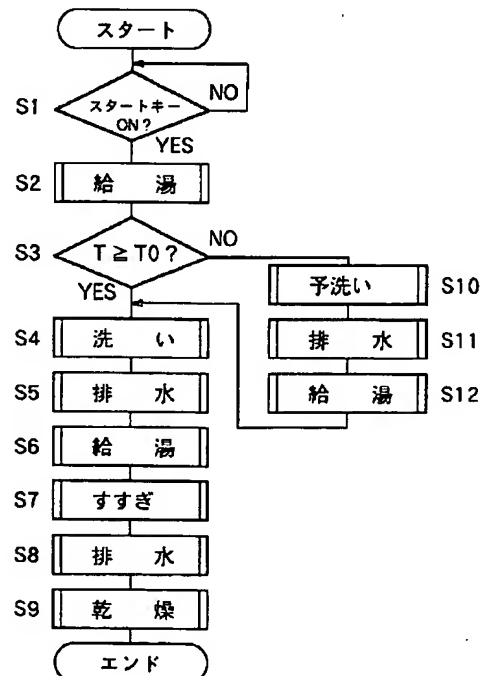 スタート
S1
スタートキー
ON?
NO
YES
S2
給 湯
S3
T ≧ T0 ?
NO
YES
予洗い
S10
排 水
S11
給 湯
S12
S4
洗 い
S5
排 水
S6
給 湯
S7
すすぎ
S8
排 水
S9
乾 燥
エンド